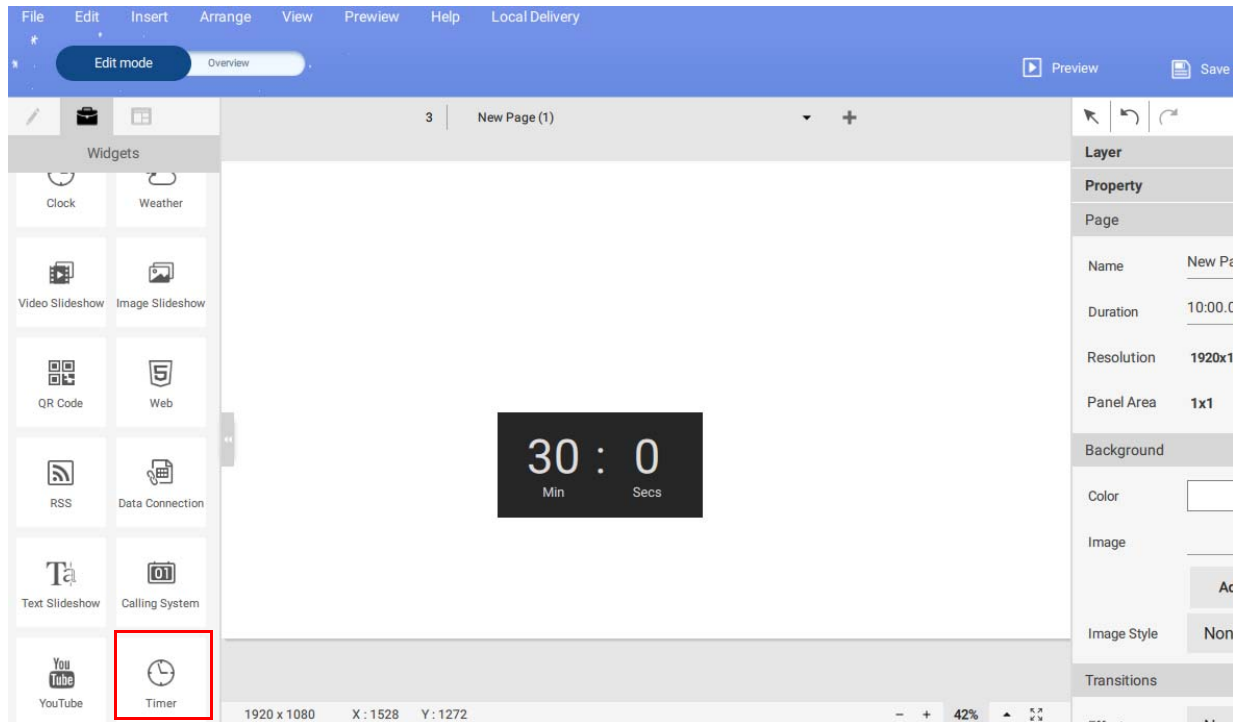 File Edit Insert Arrange View Prewiew Help Local Delivery
Edit mode Overview
Preview Save
3 New Page (1)
Widgets
Clock Weather
Video Slideshow Image Slideshow
QR Code Web
RSS Data Connection
Text Slideshow Calling System
You
Tube
YouTube Timer
30 : 0
Min Secs
1920 x 1080 X : 1528 Y : 1272
- + 42%
Layer
Property
Page
Name New Pa
Duration 10:00.0
Resolution 1920x1
Panel Area 1x1
Background
Color
Image
Ad
Image Style Non
Transitions